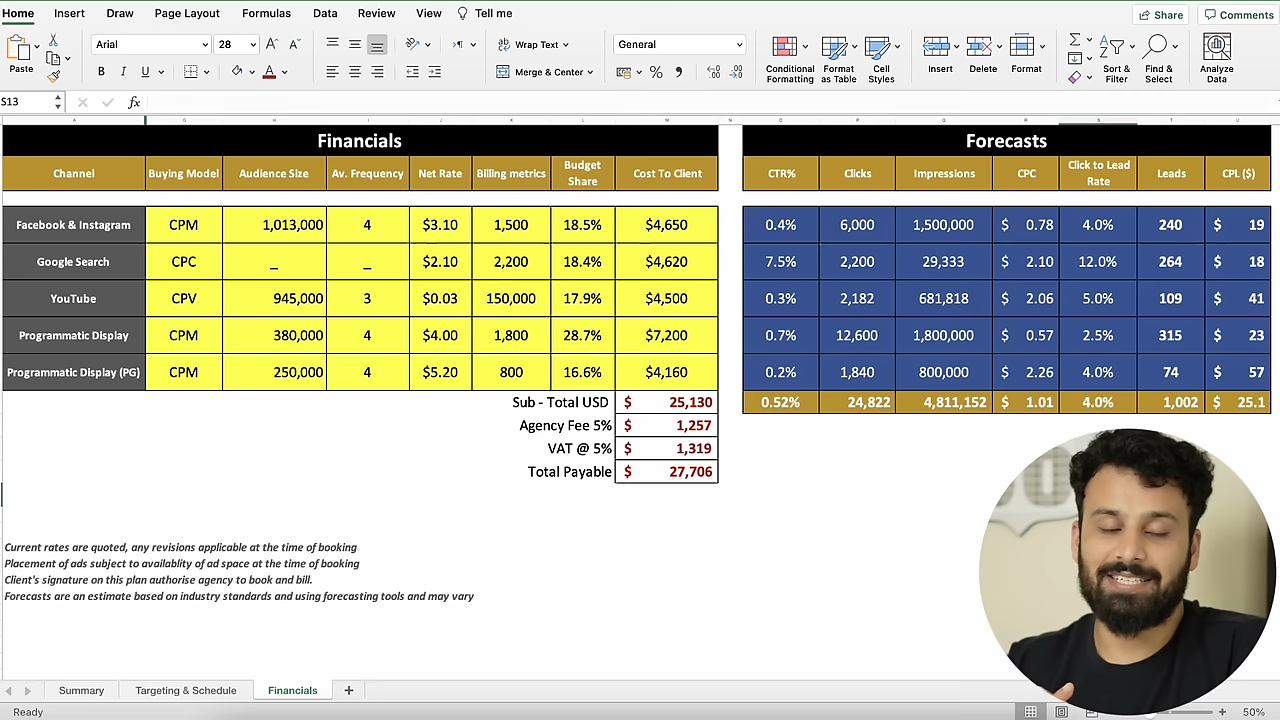 Home Insert Draw Page Layout Formulas Data Review View Tell me Share Comments
Arial 28 Wrap Text General
Paste B I U Merge & Center Conditional Formatting Format as Table Cell Styles Insert Delete Format Sort & Filter Find & Select Analyze Data
S13 fx
Financials Forecasts
Channel Buying Model Audience Size Av. Frequency Net Rate Billing metrics Budget Share Cost To Client CTR% Clicks Impressions CPC Click to Lead Rate Leads CPL ($)
Facebook & Instagram CPM 1,013,000 4 $3.10 1,500 18.5% $4,650 0.4% 6,000 1,500,000 $ 0.78 4.0% 240 $ 19
Google Search CPC _ _ $2.10 2,200 18.4% $4,620 7.5% 2,200 29,333 $ 2.10 12.0% 264 $ 18
YouTube CPV 945,000 3 $0.03 150,000 17.9% $4,500 0.3% 2,182 681,818 $ 2.06 5.0% 109 $ 41
Programmatic Display CPM 380,000 4 $4.00 1,800 28.7% $7,200 0.7% 12,600 1,800,000 $ 0.57 2.5% 315 $ 23
Programmatic Display (PG) CPM 250,000 4 $5.20 800 16.6% $4,160 0.2% 1,840 800,000 $ 2.26 4.0% 74 $ 57
Sub - Total USD $ 25,130 0.52% 24,822 4,811,152 $ 1.01 4.0% 1,002 $ 25.1
Agency Fee 5% $ 1,257
VAT @ 5% $ 1,319
Total Payable $ 27,706
Current rates are quoted, any revisions applicable at the time of booking
Placement of ads subject to availablity of ad space at the time of booking
Client's signature on this plan authorise agency to book and bill.
Forecasts are an estimate based on industry standards and using forecasting tools and may vary
Summary Targeting & Schedule Financials +
Ready 50%